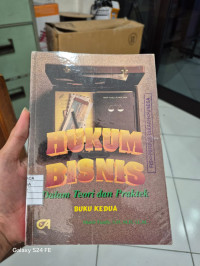 HUKUM
BISNIS
Dalam Teori dan Praktek
BUKU KEDUA
Galaxy S24 FE